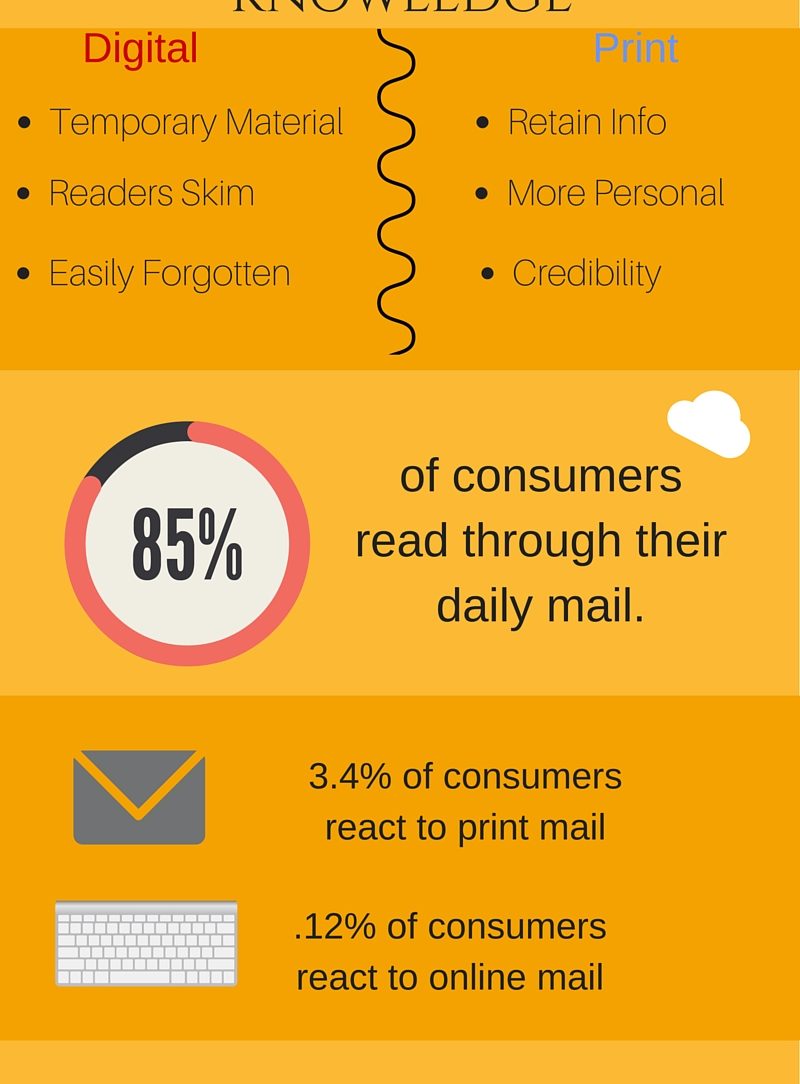 KNOWLEDGE
Digital
Print
Temporary Material
Retain Info
Readers Skim
More Personal
Easily Forgotten
Credibility
85%
of consumers
read through their
daily mail.
3.4% of consumers
react to print mail
.12% of consumers
react to online mail